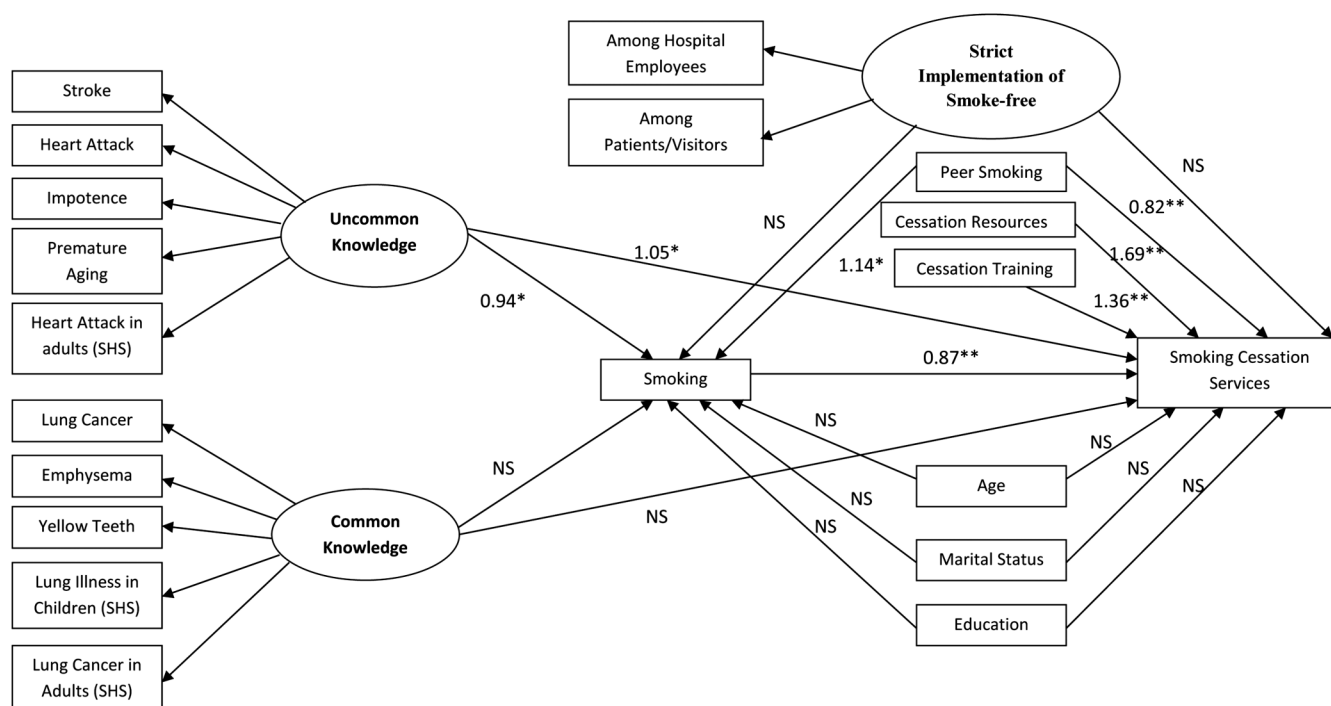 Among Hospital
Employees
Strict
Implementation of
Smoke-free
Among
Patients/Visitors
Stroke
Heart Attack
Impotence
Premature
Aging
Heart Attack in
adults (SHS)
Uncommon
Knowledge
NS
NS
Peer Smoking
0.82**
Cessation Resources
1.69**
Cessation Training
1.36**
1.05*
1.14*
0.94*
Smoking
0.87**
Smoking Cessation
Services
Lung Cancer
Emphysema
Yellow Teeth
Lung Illness in
Children (SHS)
Lung Cancer in
Adults (SHS)
Common
Knowledge
NS
NS
NS
NS
Age
NS
NS
Marital Status
NS
NS
Education